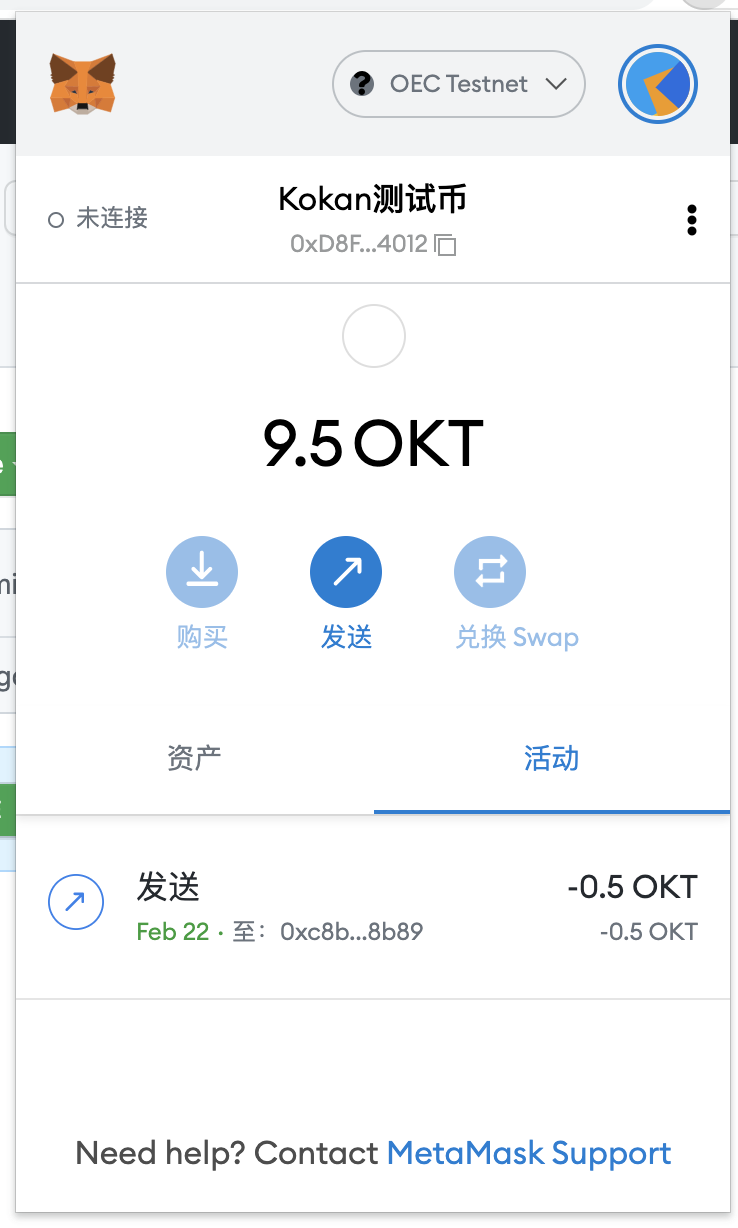 OEC Testnet
未连接
Kokan测试币
0xD8F...4012
9.5 OKT
购买
发送
兑换 Swap
资产
活动
发送
-0.5 OKT
Feb 22 · 至: 0xc8b...8b89
-0.5 OKT
Need help? Contact MetaMask Support